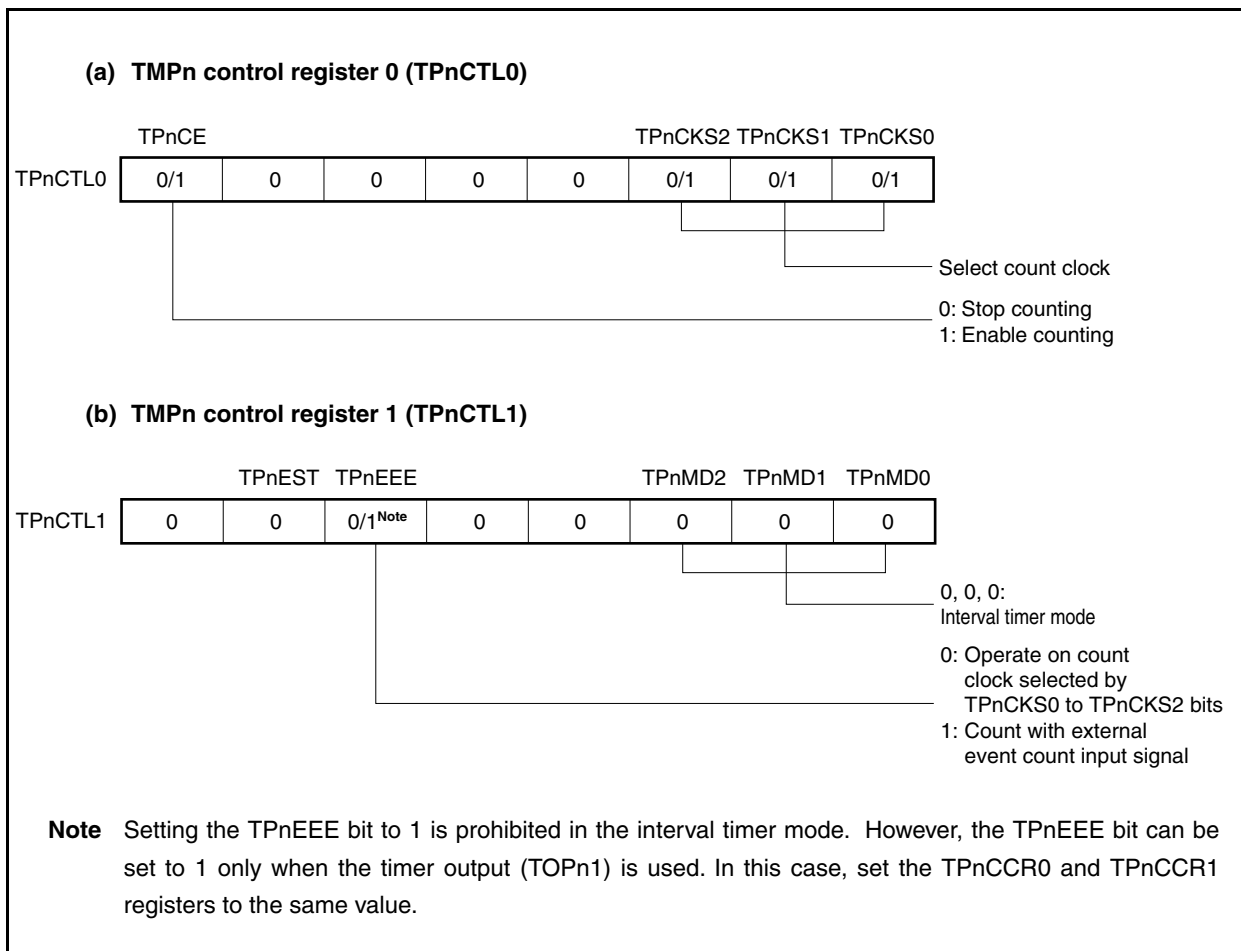 (a) TMPn control register 0 (TPnCTL0)
TPnCE TPnCKS2 TPnCKS1 TPnCKS0
TPnCTL0 0/1 0 0 0 0 0/1 0/1 0/1
Select count clock
0: Stop counting
1: Enable counting
(b) TMPn control register 1 (TPnCTL1)
TPnEST TPnEEE TPnMD2 TPnMD1 TPnMD0
TPnCTL1 0 0 0/1Note 0 0 0 0 0
0, 0, 0:
Interval timer mode
0: Operate on count
clock selected by
TPnCKS0 to TPnCKS2 bits
1: Count with external
event count input signal
Note Setting the TPnEEE bit to 1 is prohibited in the interval timer mode. However, the TPnEEE bit can be
set to 1 only when the timer output (TOPn1) is used. In this case, set the TPnCCR0 and TPnCCR1
registers to the same value.